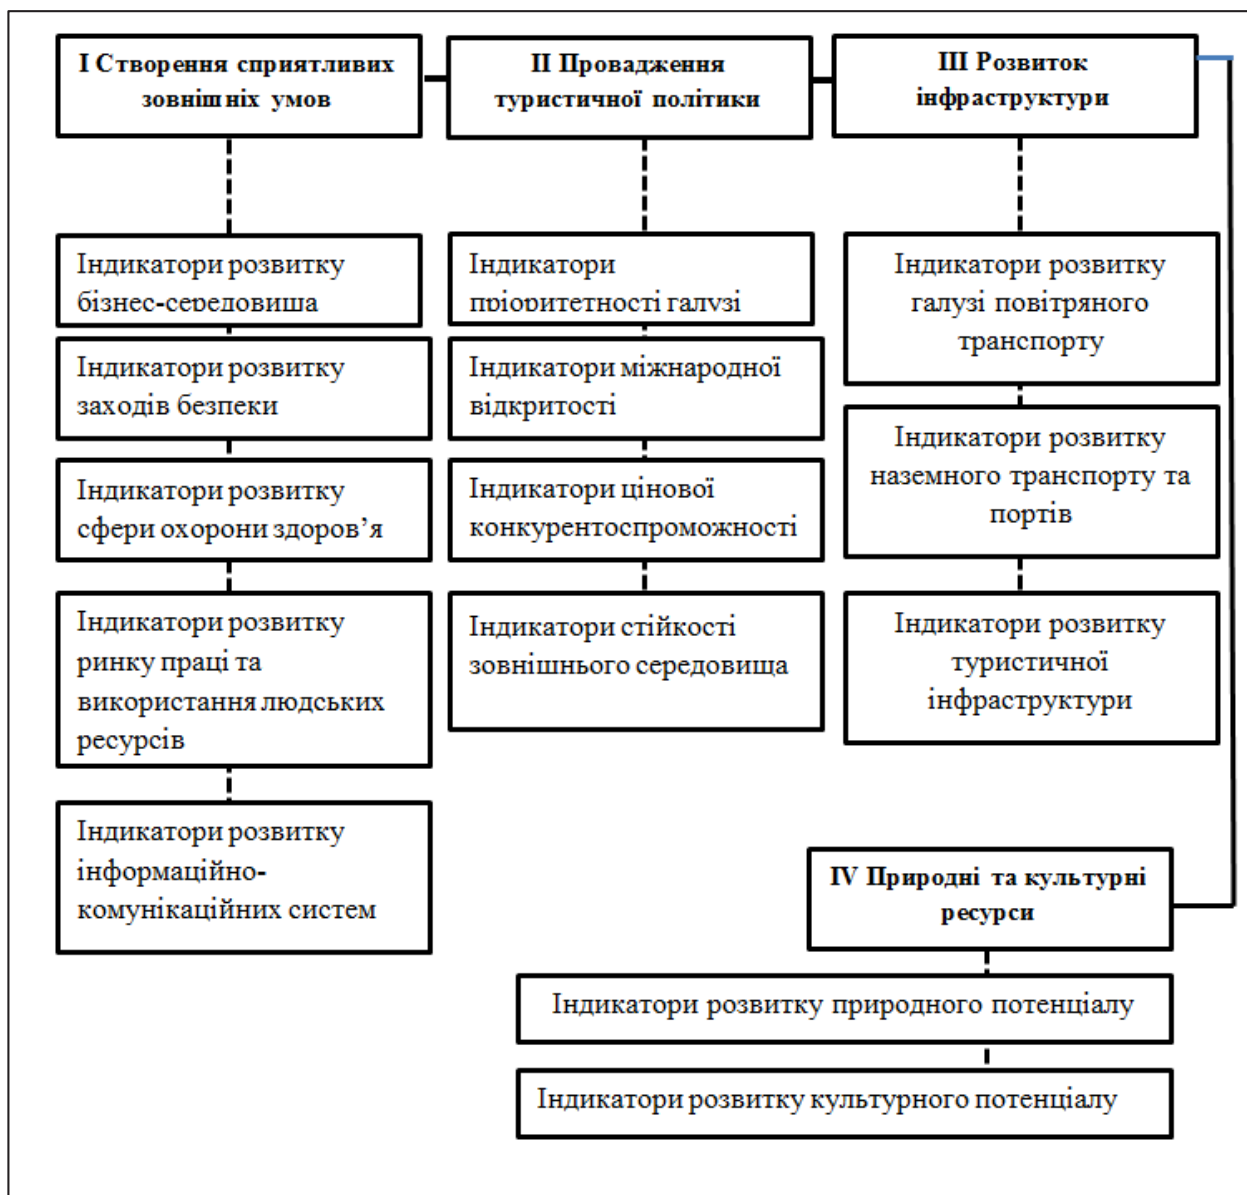 І Створення сприятливих
зовнішніх умов
ІІ Провадження
туристичної політики
ІІІ Розвиток
інфраструктури
Індикатори розвитку
бізнес-середовища
Індикатори розвитку
заходів безпеки
Індикатори розвитку
сфери охорони здоров’я
Індикатори розвитку
ринку праці та
використання людських
ресурсів
Індикатори розвитку
інформаційно-
комунікаційних систем
Індикатори
пріоритетності галузі
Індикатори міжнародної
відкритості
Індикатори цінової
конкурентоспроможності
Індикатори стійкості
зовнішнього середовища
Індикатори розвитку
галузі повітряного
транспорту
Індикатори розвитку
наземного транспорту та
портів
Індикатори розвитку
туристичної
інфраструктури
IV Природні та культурні
ресурси
Індикатори розвитку природного потенціалу
Індикатори розвитку культурного потенціалу